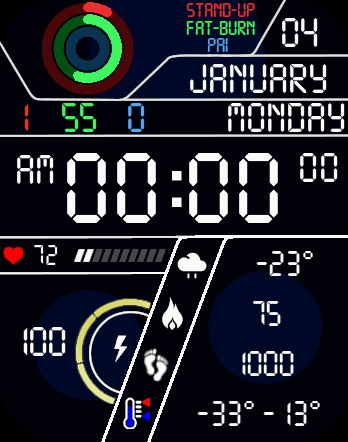 STAND-UP
FAT-BURN
PAI
04
JANUARY
1 55 0 MONDAY
AM 00:00 00
72
-23°
75
100
1000
-33° -13°